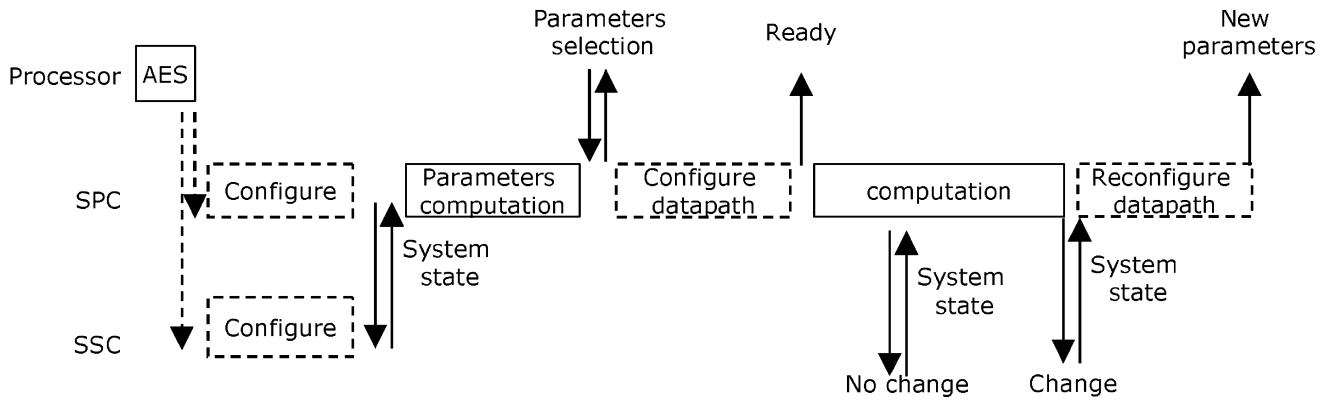 Parameters
selection
Ready
New
parameters
Processor
AES
SPC
Configure
Parameters
computation
Configure
datapath
computation
Reconfigure
datapath
System
state
System
state
System
state
SSC
Configure
No change
Change